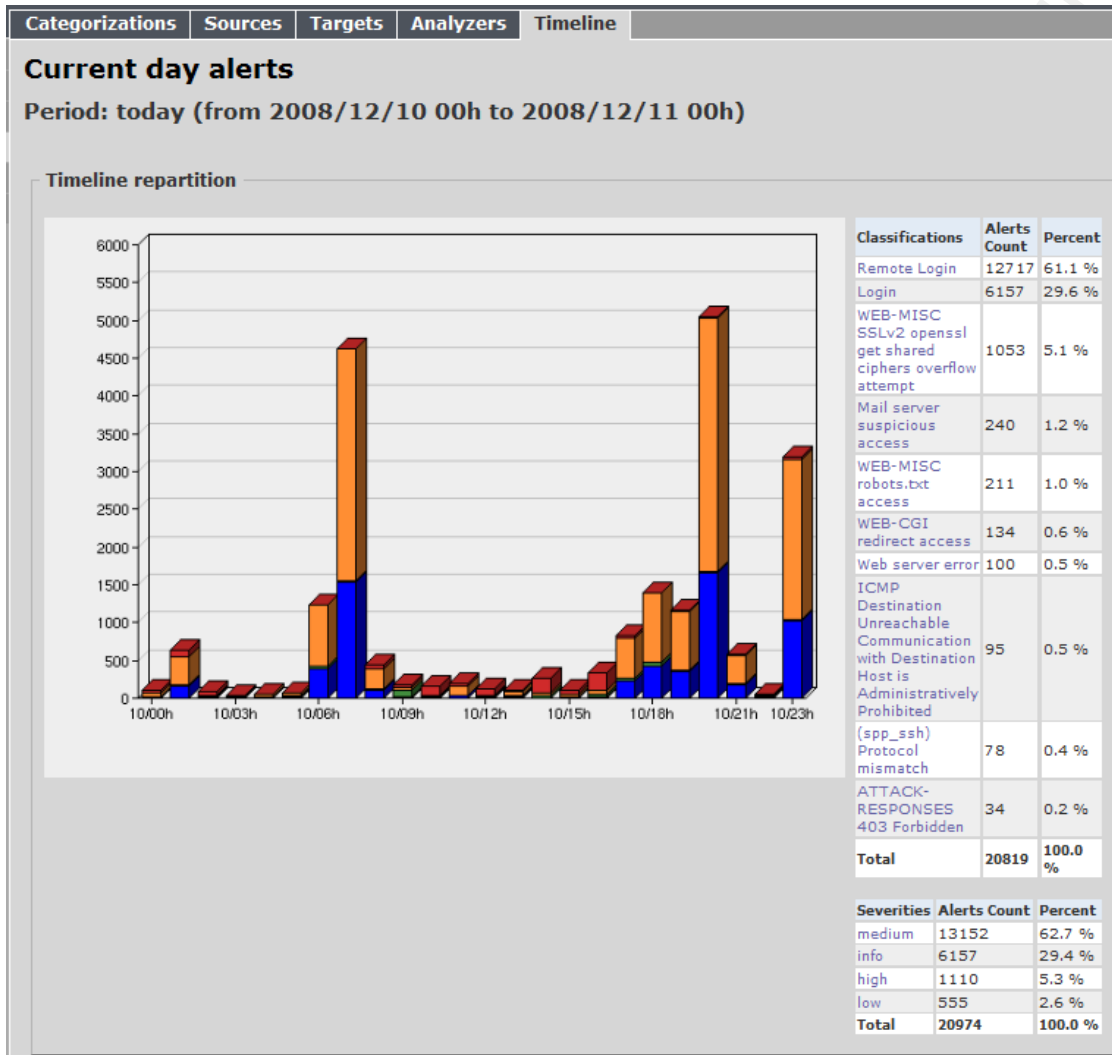 Categorizations Sources Targets Analyzers Timeline
Current day alerts
Period: today (from 2008/12/10 00h to 2008/12/11 00h)
Timeline repartition
6000
5500
5000
4500
4000
3500
3000
2500
2000
1500
1000
500
0
10/00h 10/03h 10/06h 10/09h 10/12h 10/15h 10/18h 10/21h 10/23h
Classifications Alerts Count Percent
Remote Login 12717 61.1 %
Login 6157 29.6 %
WEB-MISC
SSLv2 openssl
get shared
ciphers overflow
attempt
1053 5.1 %
Mail server
suspicious
access
240 1.2 %
WEB-MISC
robots.txt
access
211 1.0 %
WEB-CGI
redirect access
134 0.6 %
Web server error 100 0.5 %
ICMP
Destination
Unreachable
Communication
with Destination
Host is
Administratively
Prohibited
95 0.5 %
(spp_ssh)
Protocol
mismatch
78 0.4 %
ATTACK-
RESPONSES
403 Forbidden
34 0.2 %
Total 20819 100.0 %
Severities Alerts Count Percent
medium 13152 62.7 %
info 6157 29.4 %
high 1110 5.3 %
low 555 2.6 %
Total 20974 100.0 %